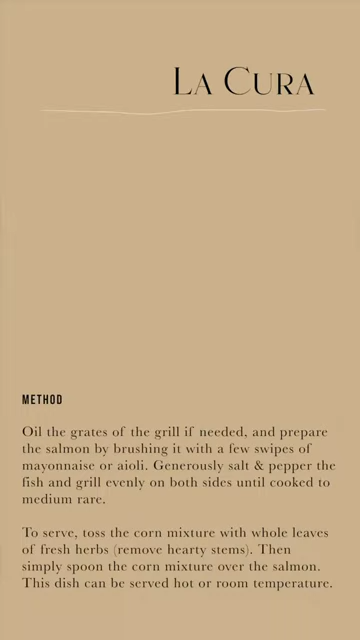 LA CURA
METHOD
Oil the grates of the grill if needed, and prepare
the salmon by brushing it with a few swipes of
mayonnaise or aioli. Generously salt & pepper the
fish and grill evenly on both sides until cooked to
medium rare.
To serve, toss the corn mixture with whole leaves
of fresh herbs (remove hearty stems). Then
simply spoon the corn mixture over the salmon.
This dish can be served hot or room temperature.